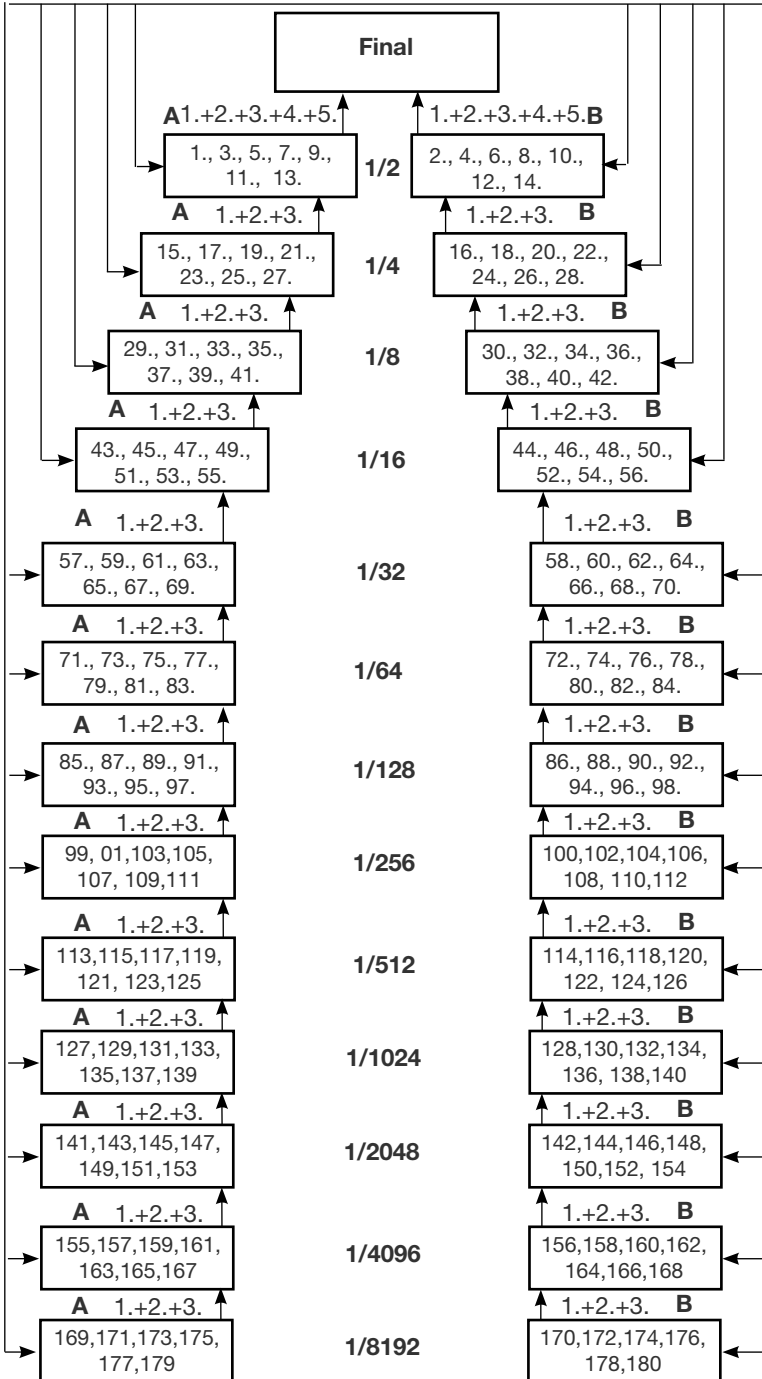 Final
A 1.+2.+3.+4.+5. 1.+2.+3.+4.+5. B
1., 3., 5., 7., 9., 2., 4., 6., 8., 10.,
1/2
11., 13. 12., 14.
A 1.+2.+3. 1.+2.+3. B
15., 17., 19., 21., 16., 18., 20., 22.,
1/4
23., 25., 27. 24., 26., 28.
A 1.+2.+3. 1.+2.+3. B
29., 31., 33., 35., 30., 32., 34., 36.,
1/8
37., 39., 41. 38., 40., 42.
A 1.+2.+3. 1.+2.+3. B
43., 45., 47., 49., 44., 46., 48., 50.,
1/16
51., 53., 55. 52., 54., 56.
A 1.+2.+3. 1.+2.+3. B
57., 59., 61., 63., 58., 60., 62., 64.,
1/32
65., 67., 69. 66., 68., 70.
A 1.+2.+3. 1.+2.+3. B
71., 73., 75., 77., 72., 74., 76., 78.,
1/64
79., 81., 83. 80., 82., 84.
A 1.+2.+3. 1.+2.+3. B
85., 87., 89., 91., 86., 88., 90., 92.,
1/128
93., 95., 97. 94., 96., 98.
A 1.+2.+3. 1.+2.+3. B
99, 01,103,105, 100,102,104,106,
1/256
107, 109,111 108, 110,112
A 1.+2.+3. 1.+2.+3. B
113,115,117,119, 114,116,118,120,
1/512
121, 123,125 122, 124,126
A 1.+2.+3. 1.+2.+3. B
127,129,131,133, 128,130,132,134,
1/1024
135,137,139 136, 138,140
A 1.+2.+3. 1.+2.+3. B
141,143,145,147, 142,144,146,148,
1/2048
149,151,153 150,152, 154
A 1.+2.+3. 1.+2.+3. B
155,157,159,161, 156,158,160,162,
1/4096
163,165,167 164,166,168
A 1.+2.+3. 1.+2.+3. B
169,171,173,175, 170,172,174,176,
1/8192
177,179 178,180